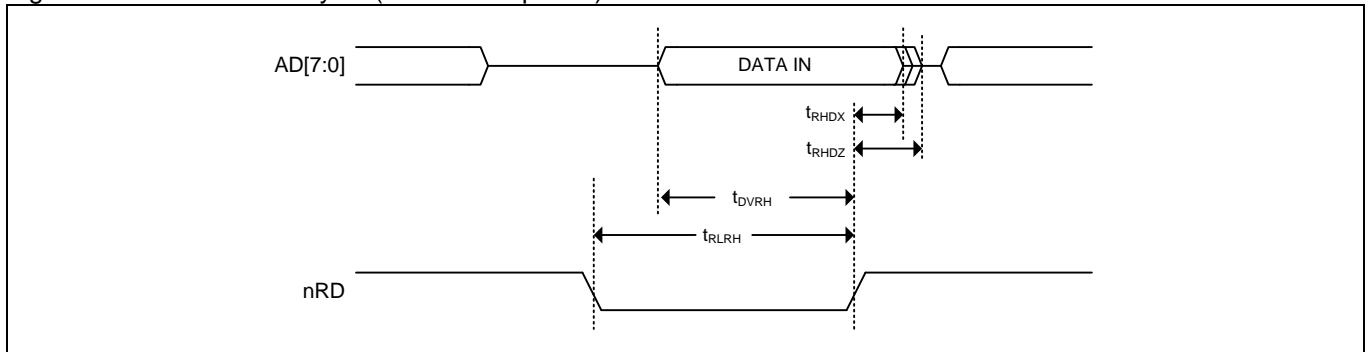 AD[7:0]
DATA IN
tRHDX
tRHDZ
tDVRH
tRLRH
nRD